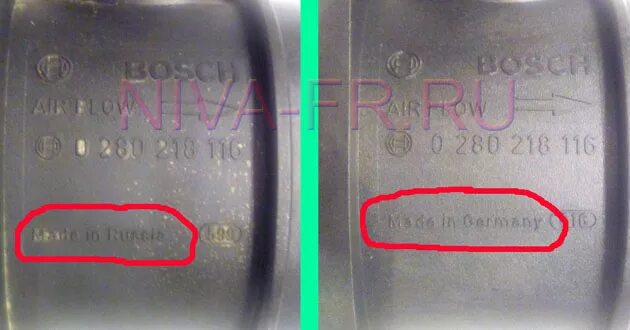 BOSCH
AIR FLOW
0 280 218 116
Made in Russia
BOSCH
AIR FLOW
0 280 218 116
Made in Germany
NIVA-FR.RU